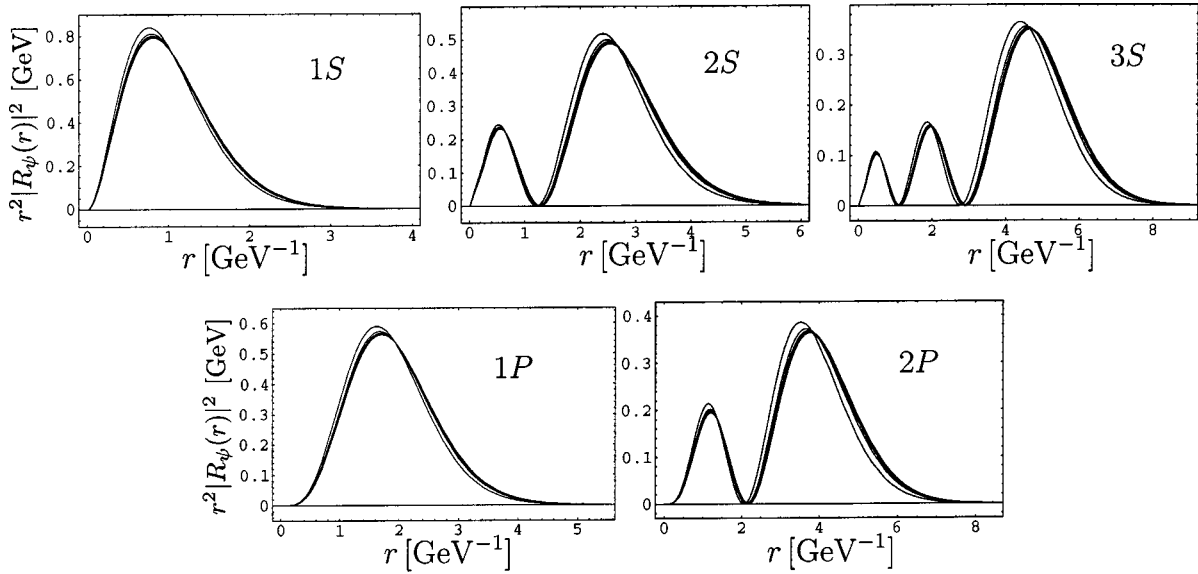 r²|R_ψ(r)|² [GeV]
0.8
0.6
0.4
0.2
0
0 1 2 3 4
r [GeV⁻¹]
1S
0.5
0.4
0.3
0.2
0.1
0
0 1 2 3 4 5 6
r [GeV⁻¹]
2S
0.3
0.2
0.1
0
0 2 4 6 8
r [GeV⁻¹]
3S
r²|R_ψ(r)|² [GeV]
0.6
0.5
0.4
0.3
0.2
0.1
0
0 1 2 3 4 5
r [GeV⁻¹]
1P
0.4
0.3
0.2
0.1
0
0 2 4 6 8
r [GeV⁻¹]
2P